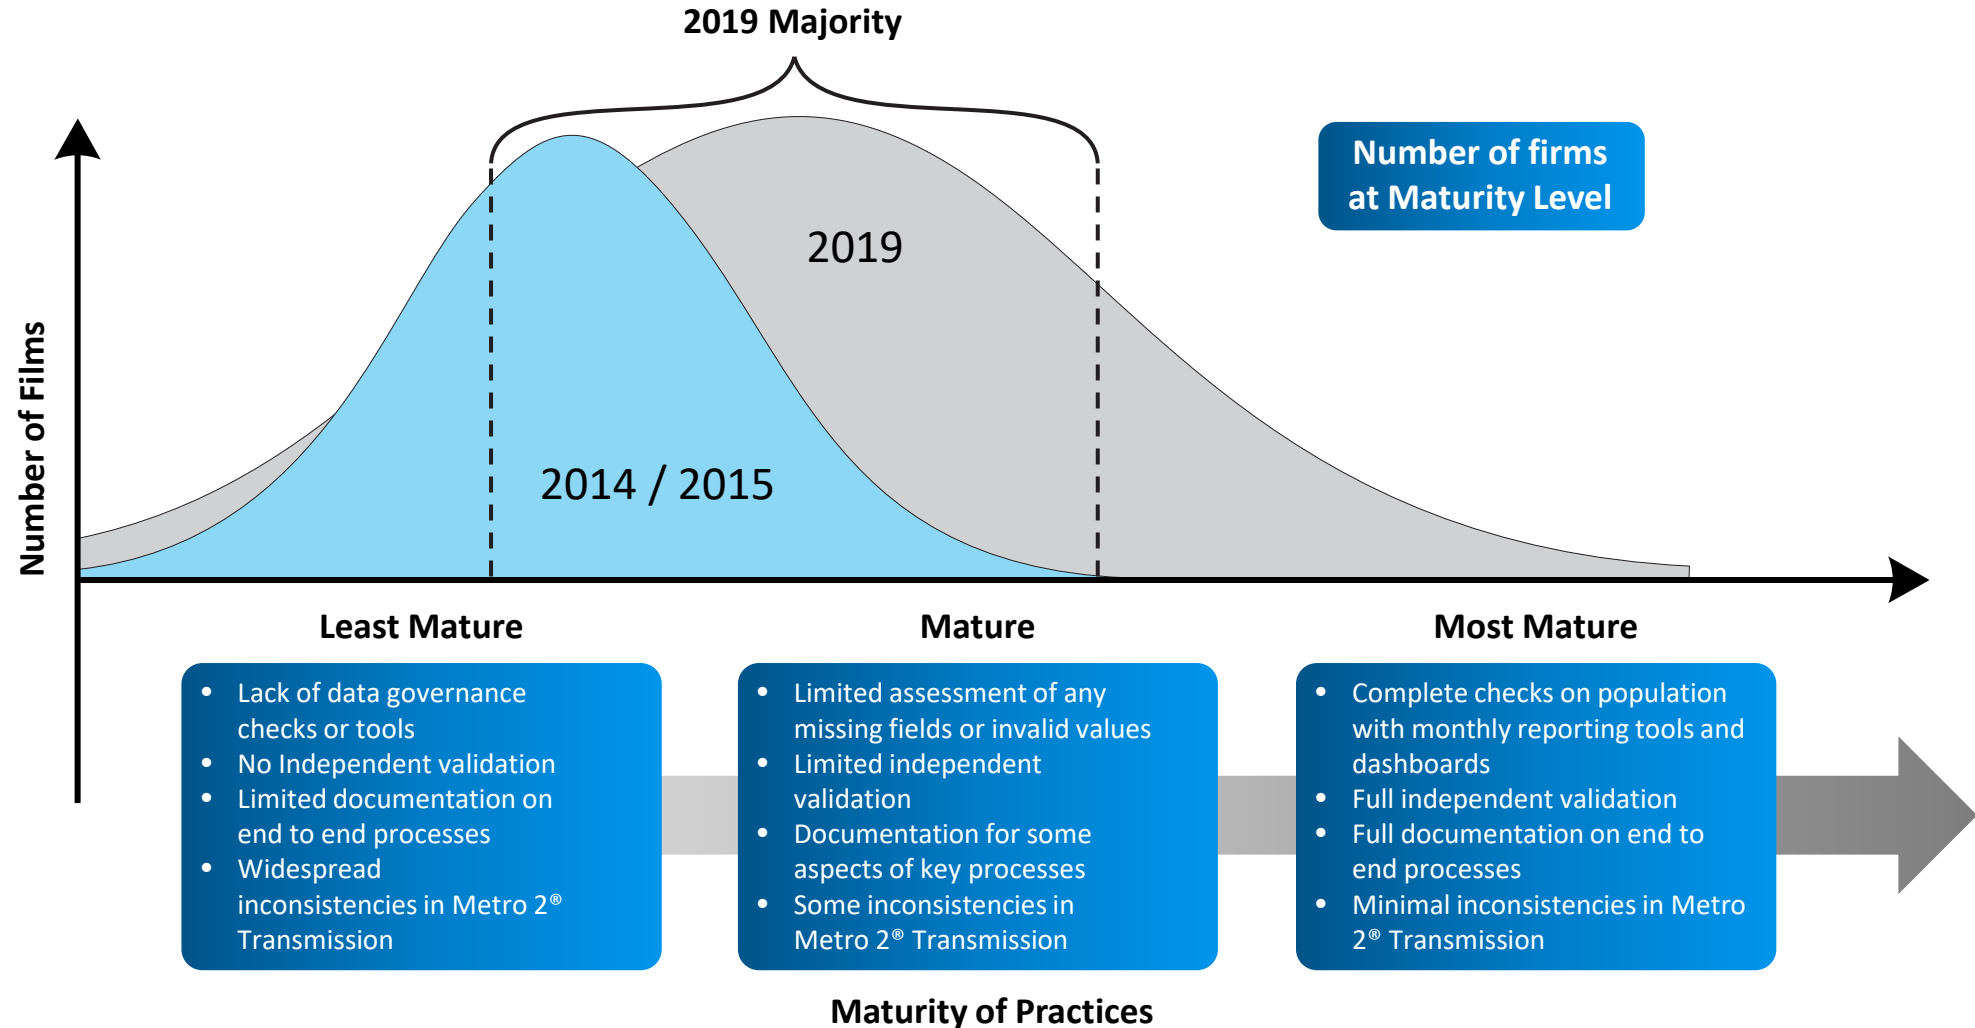 2019 Majority
Number of firms
at Maturity Level
2019
2014 / 2015
Number of Films
Least Mature
• Lack of data governance
checks or tools
• No Independent validation
• Limited documentation on
end to end processes
• Widespread
inconsistencies in Metro 2®
Transmission
Mature
• Limited assessment of any
missing fields or invalid values
• Limited independent
validation
• Documentation for some
aspects of key processes
• Some inconsistencies in
Metro 2® Transmission
Most Mature
• Complete checks on population
with monthly reporting tools and
dashboards
• Full independent validation
• Full documentation on end to
end processes
• Minimal inconsistencies in Metro
2® Transmission
Maturity of Practices